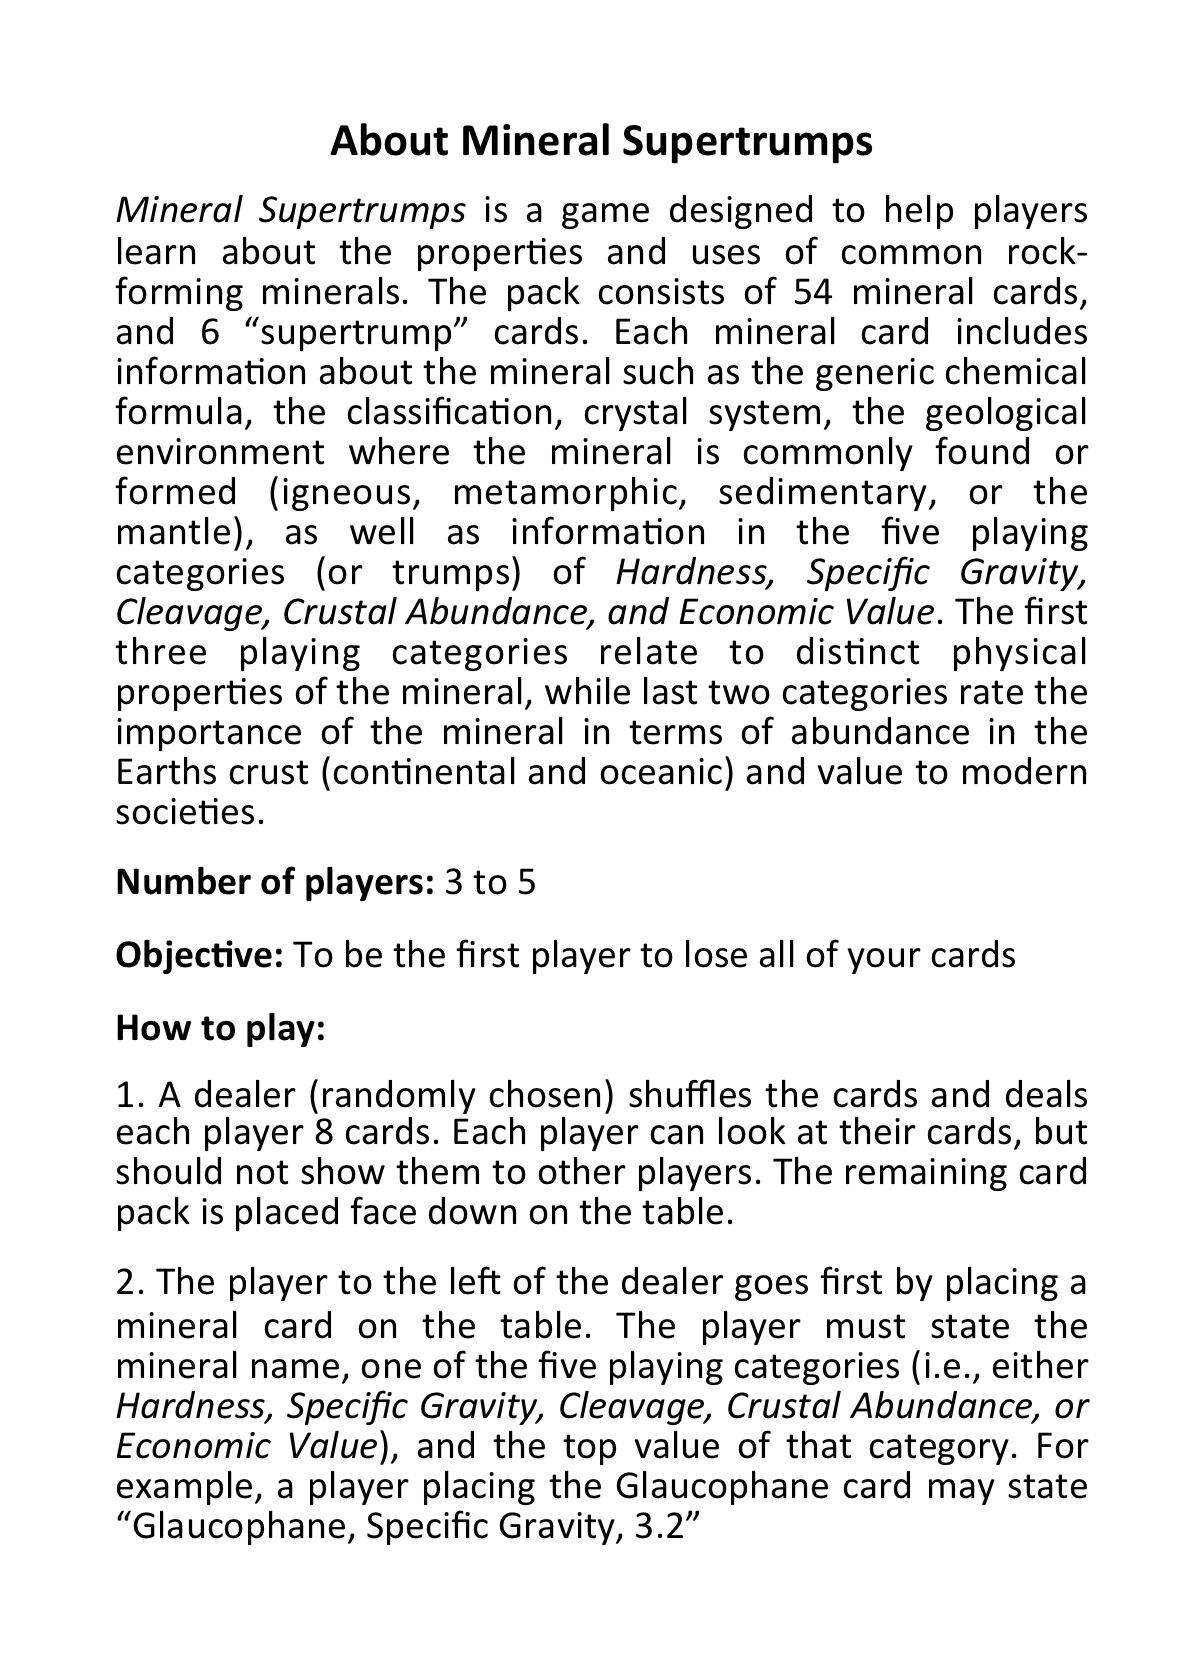 About Mineral Supertrumps
Mineral Supertrumps is a game designed to help players
learn about the properties and uses of common rock-
forming minerals. The pack consists of 54 mineral cards,
and 6 “supertrump” cards. Each mineral card includes
information about the mineral such as the generic chemical
formula, the classification, crystal system, the geological
environment where the mineral is commonly found or
formed (igneous, metamorphic, sedimentary, or the
mantle), as well as information in the five playing
categories (or trumps) of Hardness, Specific Gravity,
Cleavage, Crustal Abundance, and Economic Value. The first
three playing categories relate to distinct physical
properties of the mineral, while last two categories rate the
importance of the mineral in terms of abundance in the
Earths crust (continental and oceanic) and value to modern
societies.
Number of players: 3 to 5
Objective: To be the first player to lose all of your cards
How to play:
1. A dealer (randomly chosen) shuffles the cards and deals
each player 8 cards. Each player can look at their cards, but
should not show them to other players. The remaining card
pack is placed face down on the table.
2. The player to the left of the dealer goes first by placing a
mineral card on the table. The player must state the
mineral name, one of the five playing categories (i.e., either
Hardness, Specific Gravity, Cleavage, Crustal Abundance, or
Economic Value), and the top value of that category. For
example, a player placing the Glaucophane card may state
“Glaucophane, Specific Gravity, 3.2”